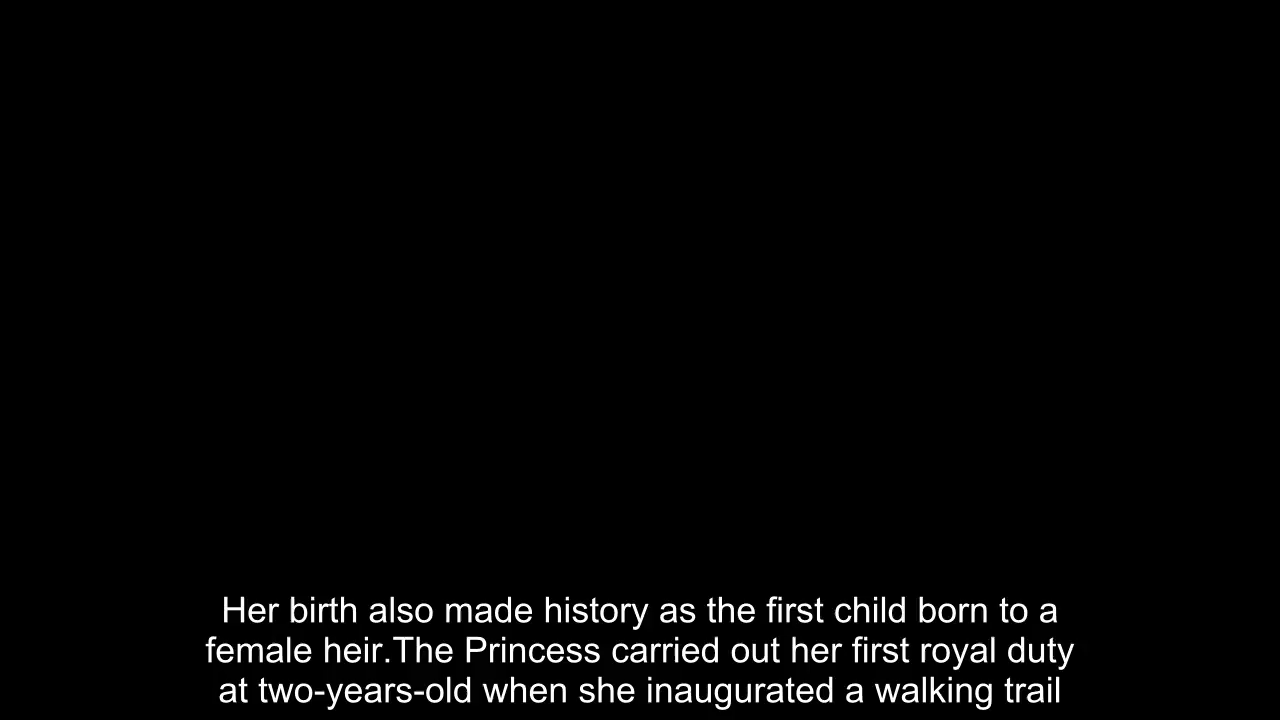 Her birth also made history as the first child born to a
female heir.The Princess carried out her first royal duty
at two-years-old when she inaugurated a walking trail